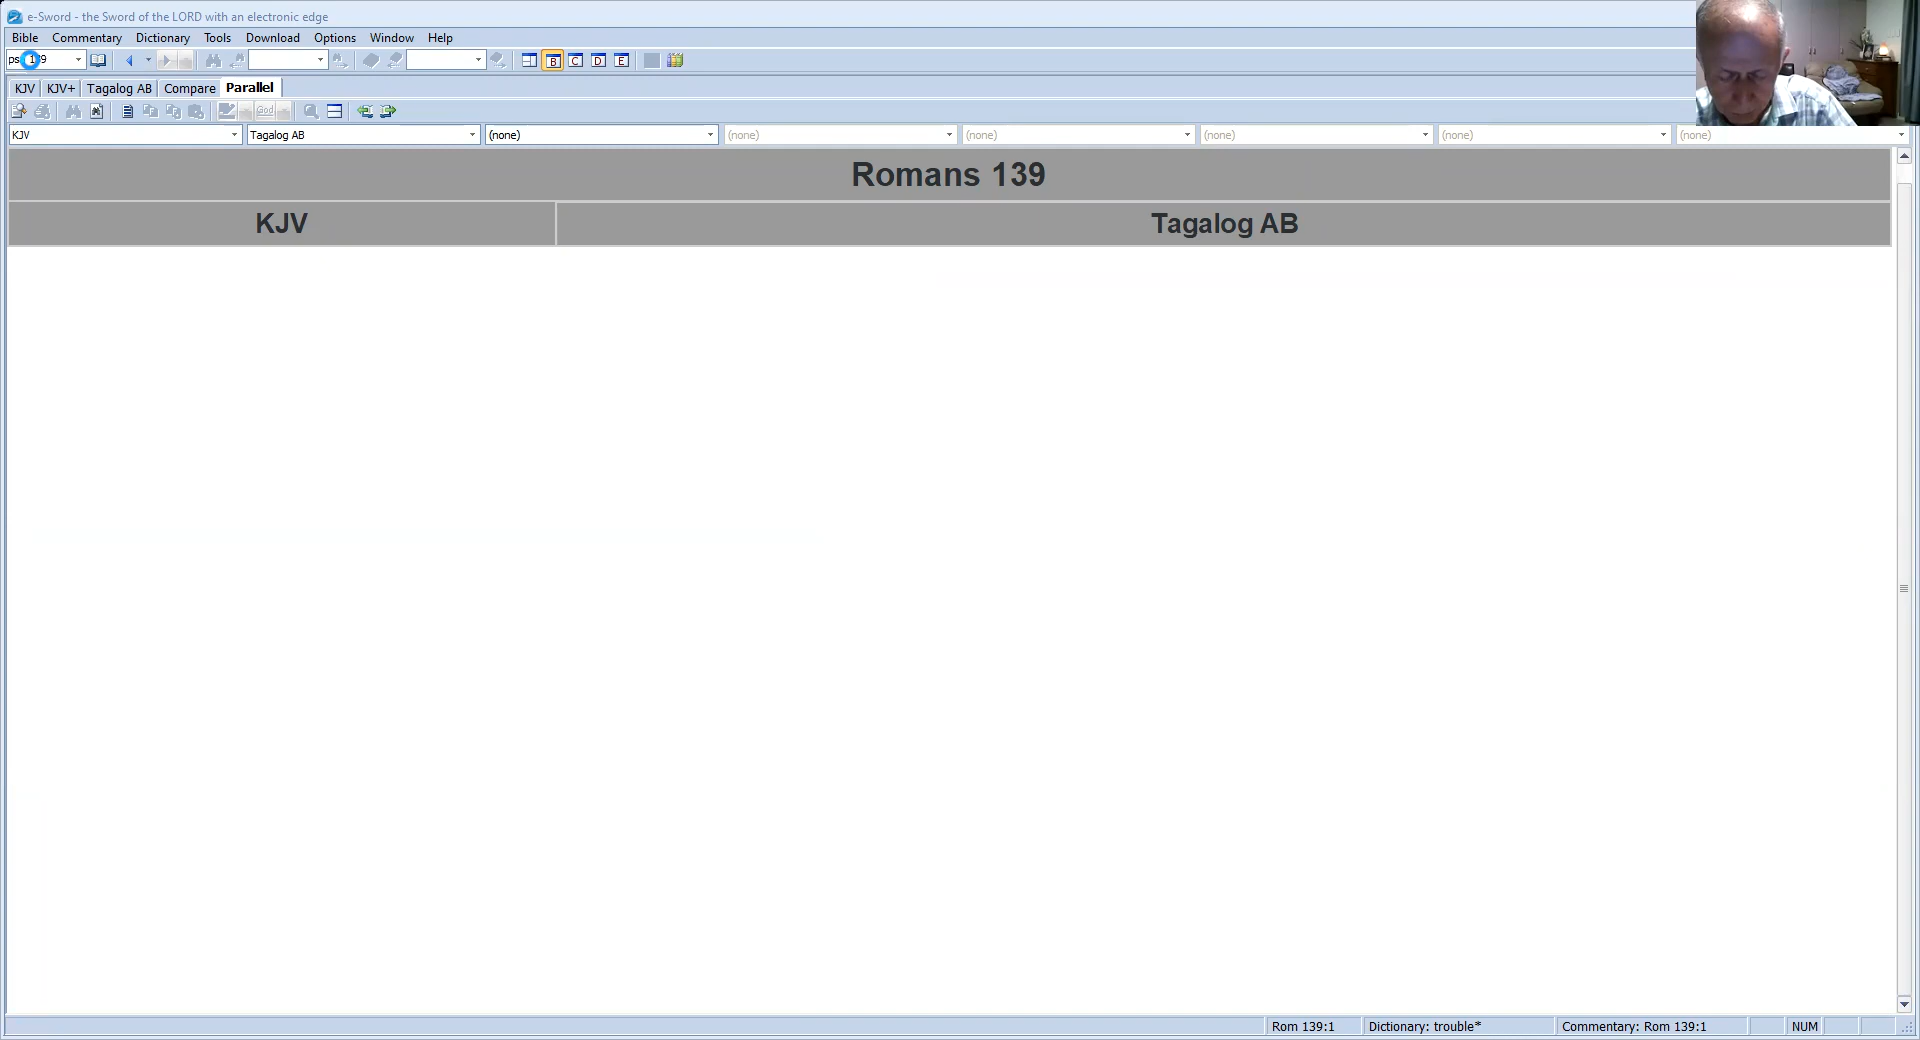 e-Sword - the Sword of the LORD with an electronic edge
Bible Commentary Dictionary Tools Download Options Window Help
B C D E
KJV KJV+ Tagalog AB Compare Parallel
God
KJV Tagalog AB (none) (none) (none) (none) (none) (none)
Romans 139
KJV Tagalog AB
Rom 139:1 Dictionary: trouble* Commentary: Rom 139:1 NUM